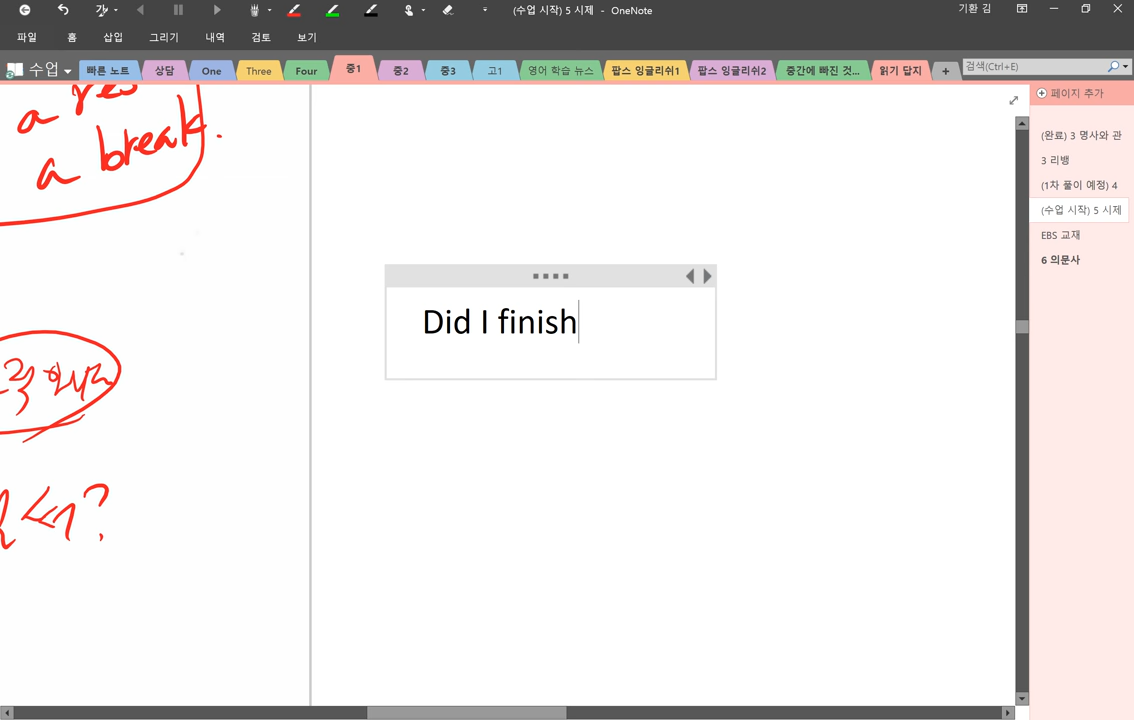 (수업 시작) 5 시제 - OneNote
기환 김
파일 홈 삽입 그리기 내역 검토 보기
수업 빠른 노트 상담 One Three Four 중1 중2 중3 고1 영어 학습 뉴스 팝스 잉글리쉬1 팝스 잉글리쉬2 중간에 빠진 것... 읽기 답지 + 검색(Ctrl+E)
페이지 추가
(완료) 3 명사와 관
3 리뱅
(1차 풀이 예정) 4
(수업 시작) 5 시제
EBS 교재
6 의문사
a res
a break.
Did I finish